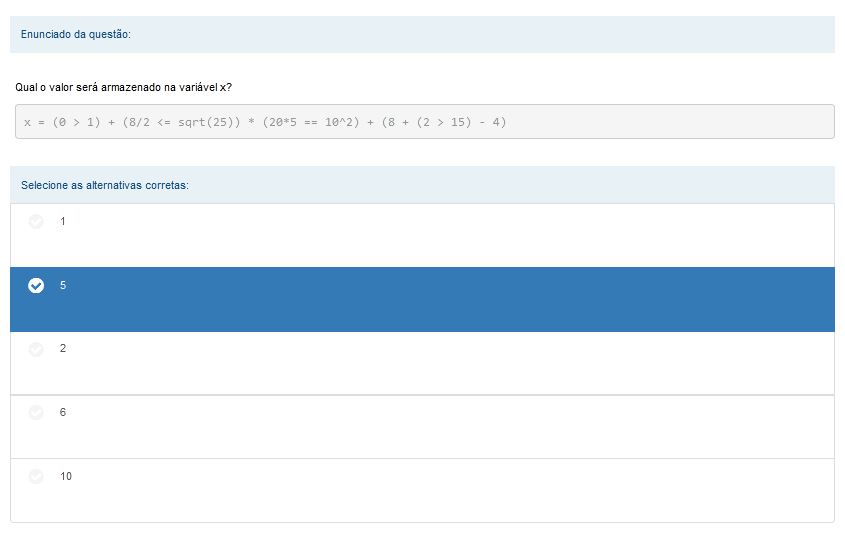 Enunciado da questão:
Qual o valor será armazenado na variável x?
x = (0 > 1) + (8/2 <= sqrt(25)) * (20*5 == 10^2) + (8 + (2 > 15) - 4)
Selecione as alternativas corretas:
1
5
2
6
10